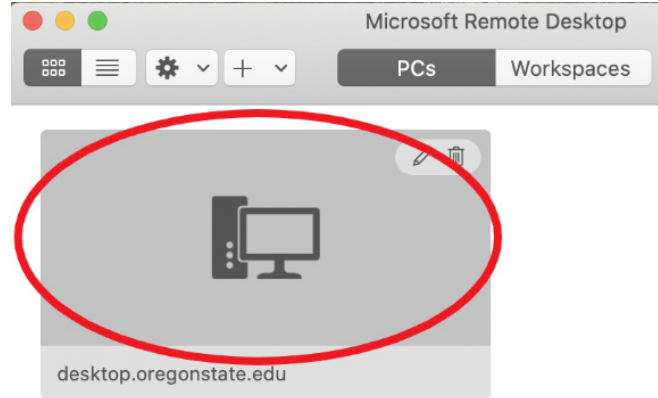 Microsoft Remote Desktop
PCs Workspaces
desktop.oregonstate.edu